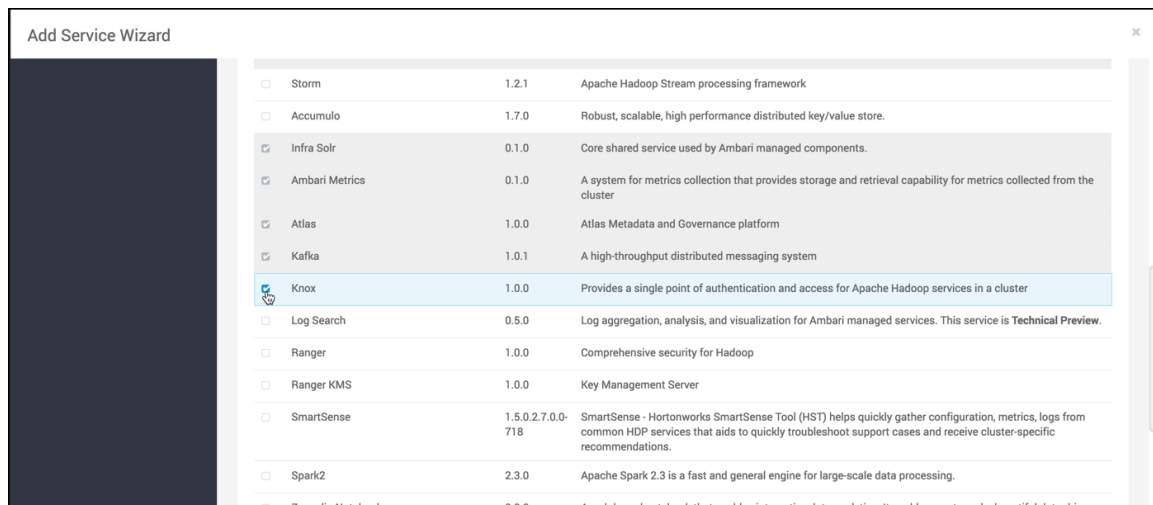 Add Service Wizard ×
Storm 1.2.1 Apache Hadoop Stream processing framework
Accumulo 1.7.0 Robust, scalable, high performance distributed key/value store.
Infra Solr 0.1.0 Core shared service used by Ambari managed components.
Ambari Metrics 0.1.0 A system for metrics collection that provides storage and retrieval capability for metrics collected from the
cluster
Atlas 1.0.0 Atlas Metadata and Governance platform
Kafka 1.0.1 A high-throughput distributed messaging system
Knox 1.0.0 Provides a single point of authentication and access for Apache Hadoop services in a cluster
Log Search 0.5.0 Log aggregation, analysis, and visualization for Ambari managed services. This service is Technical Preview.
Ranger 1.0.0 Comprehensive security for Hadoop
Ranger KMS 1.0.0 Key Management Server
SmartSense 1.5.0.2.7.0.0- SmartSense - Hortonworks SmartSense Tool (HST) helps quickly gather configuration, metrics, logs from
718 common HDP services that aids to quickly troubleshoot support cases and receive cluster-specific
recommendations.
Spark2 2.3.0 Apache Spark 2.3 is a fast and general engine for large-scale data processing.